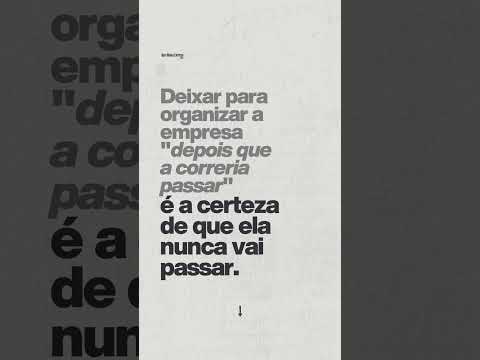 Deixar para
organizar a
empresa
"depois que
a correria
passar"
é a certeza
de que ela
nunca vai
passar.